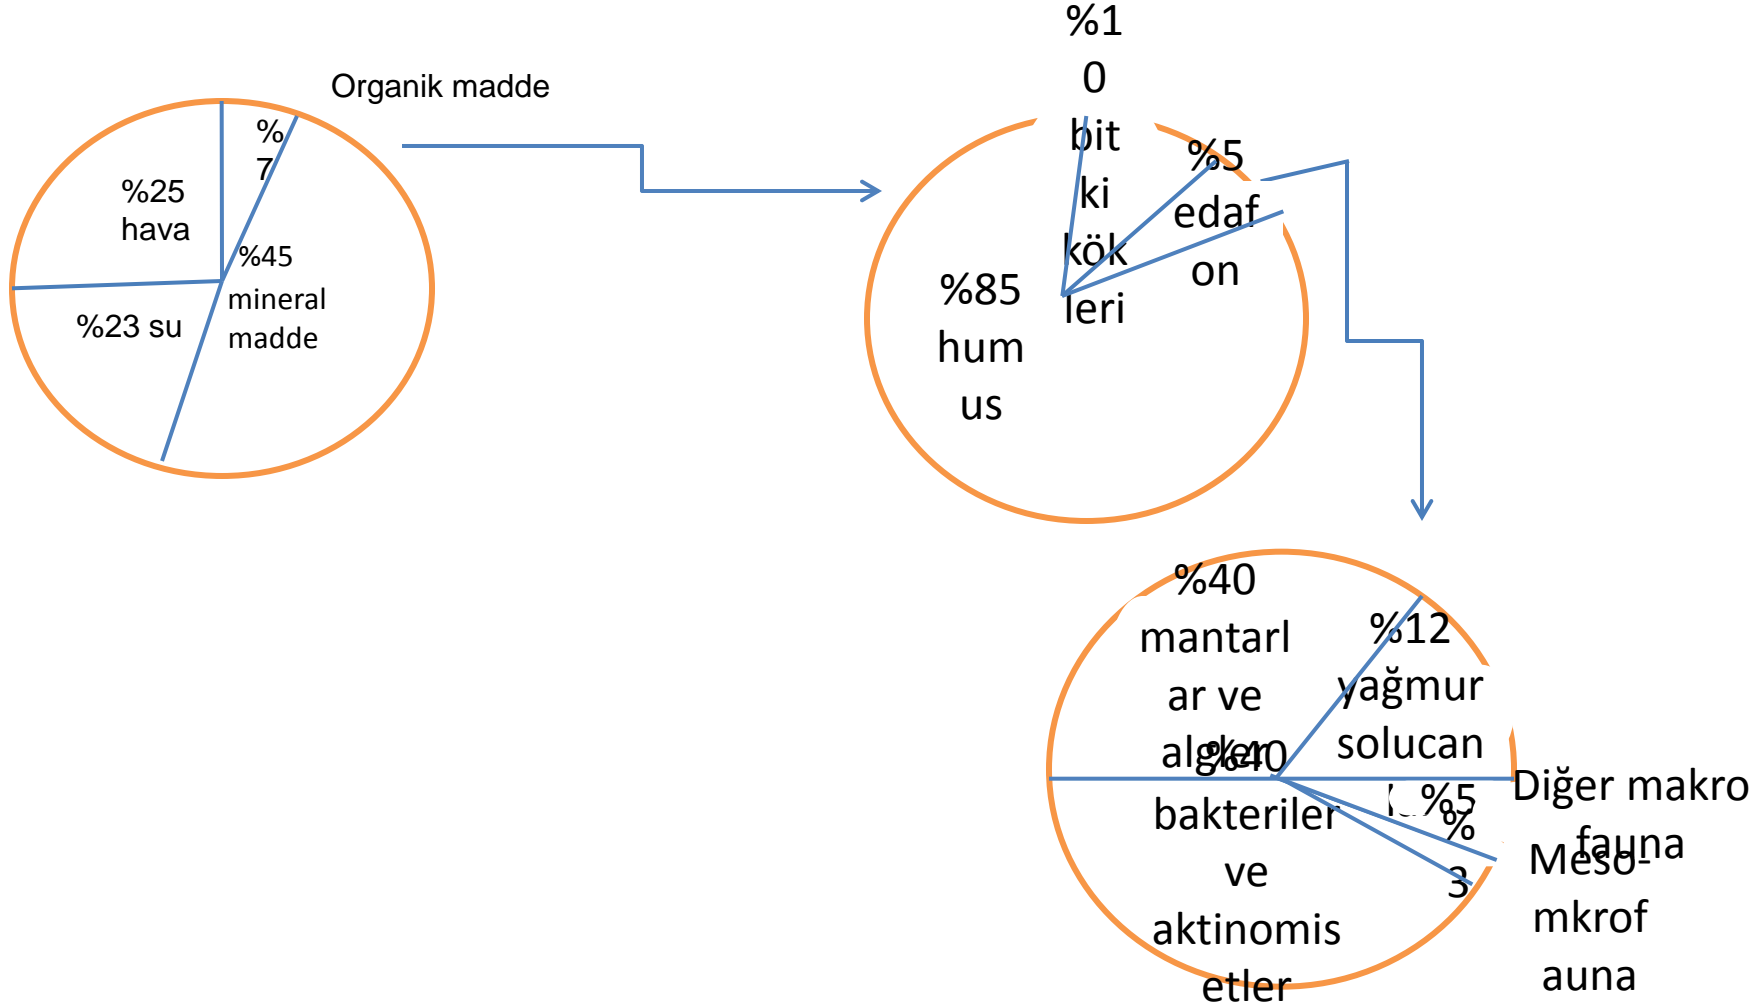 Organik madde
%
7
%25
hava
%45
mineral
madde
%23 su
%1
0
bit
ki
kök
leri
%5
edaf
on
%85
hum
us
%40
mantarl
ar ve
algler
%12
yağmur
solucan
%5
Diğer makro
fauna
%
3
Meso-
mkrof
auna
%40
bakteriler
ve
aktinomis
etler